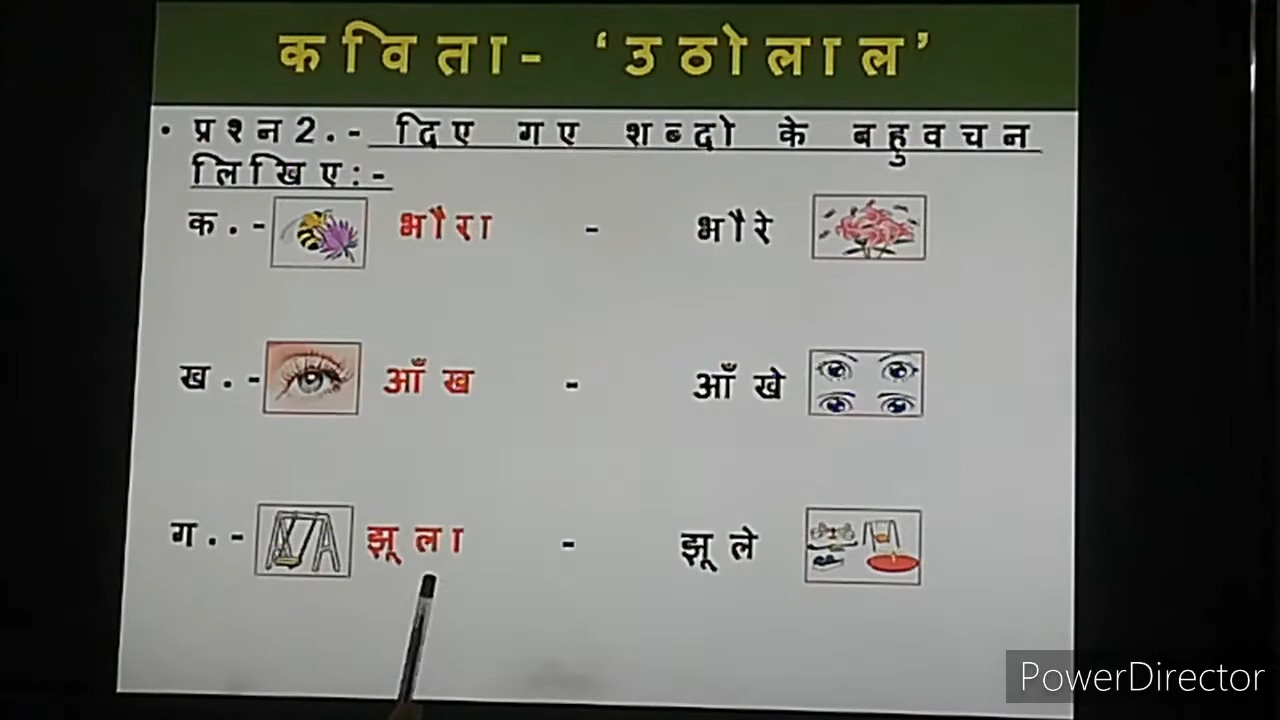 कविता- ‘उठोलाल’
• प्रश्न2.- दिए गए शब्दो के बहुवचन
लिखिए:-
क.- भौरा - भौरे
ख.- आँख - आँखे
ग.- झूला - झूले
PowerDirector